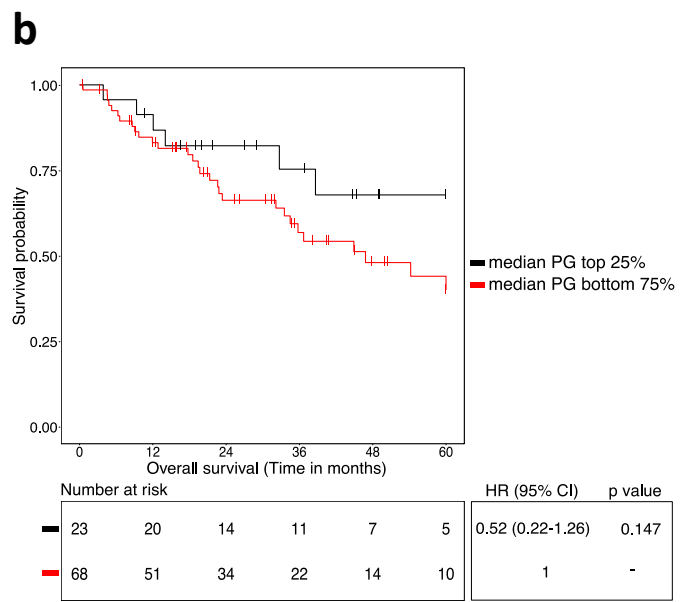 b
1.00
0.75
0.50
0.25
0.00
Survival probability
0 12 24 36 48 60
Overall survival (Time in months)
median PG top 25%
median PG bottom 75%
Number at risk
23 20 14 11 7 5
68 51 34 22 14 10
HR (95% CI) p value
0.52 (0.22-1.26) 0.147
1 -